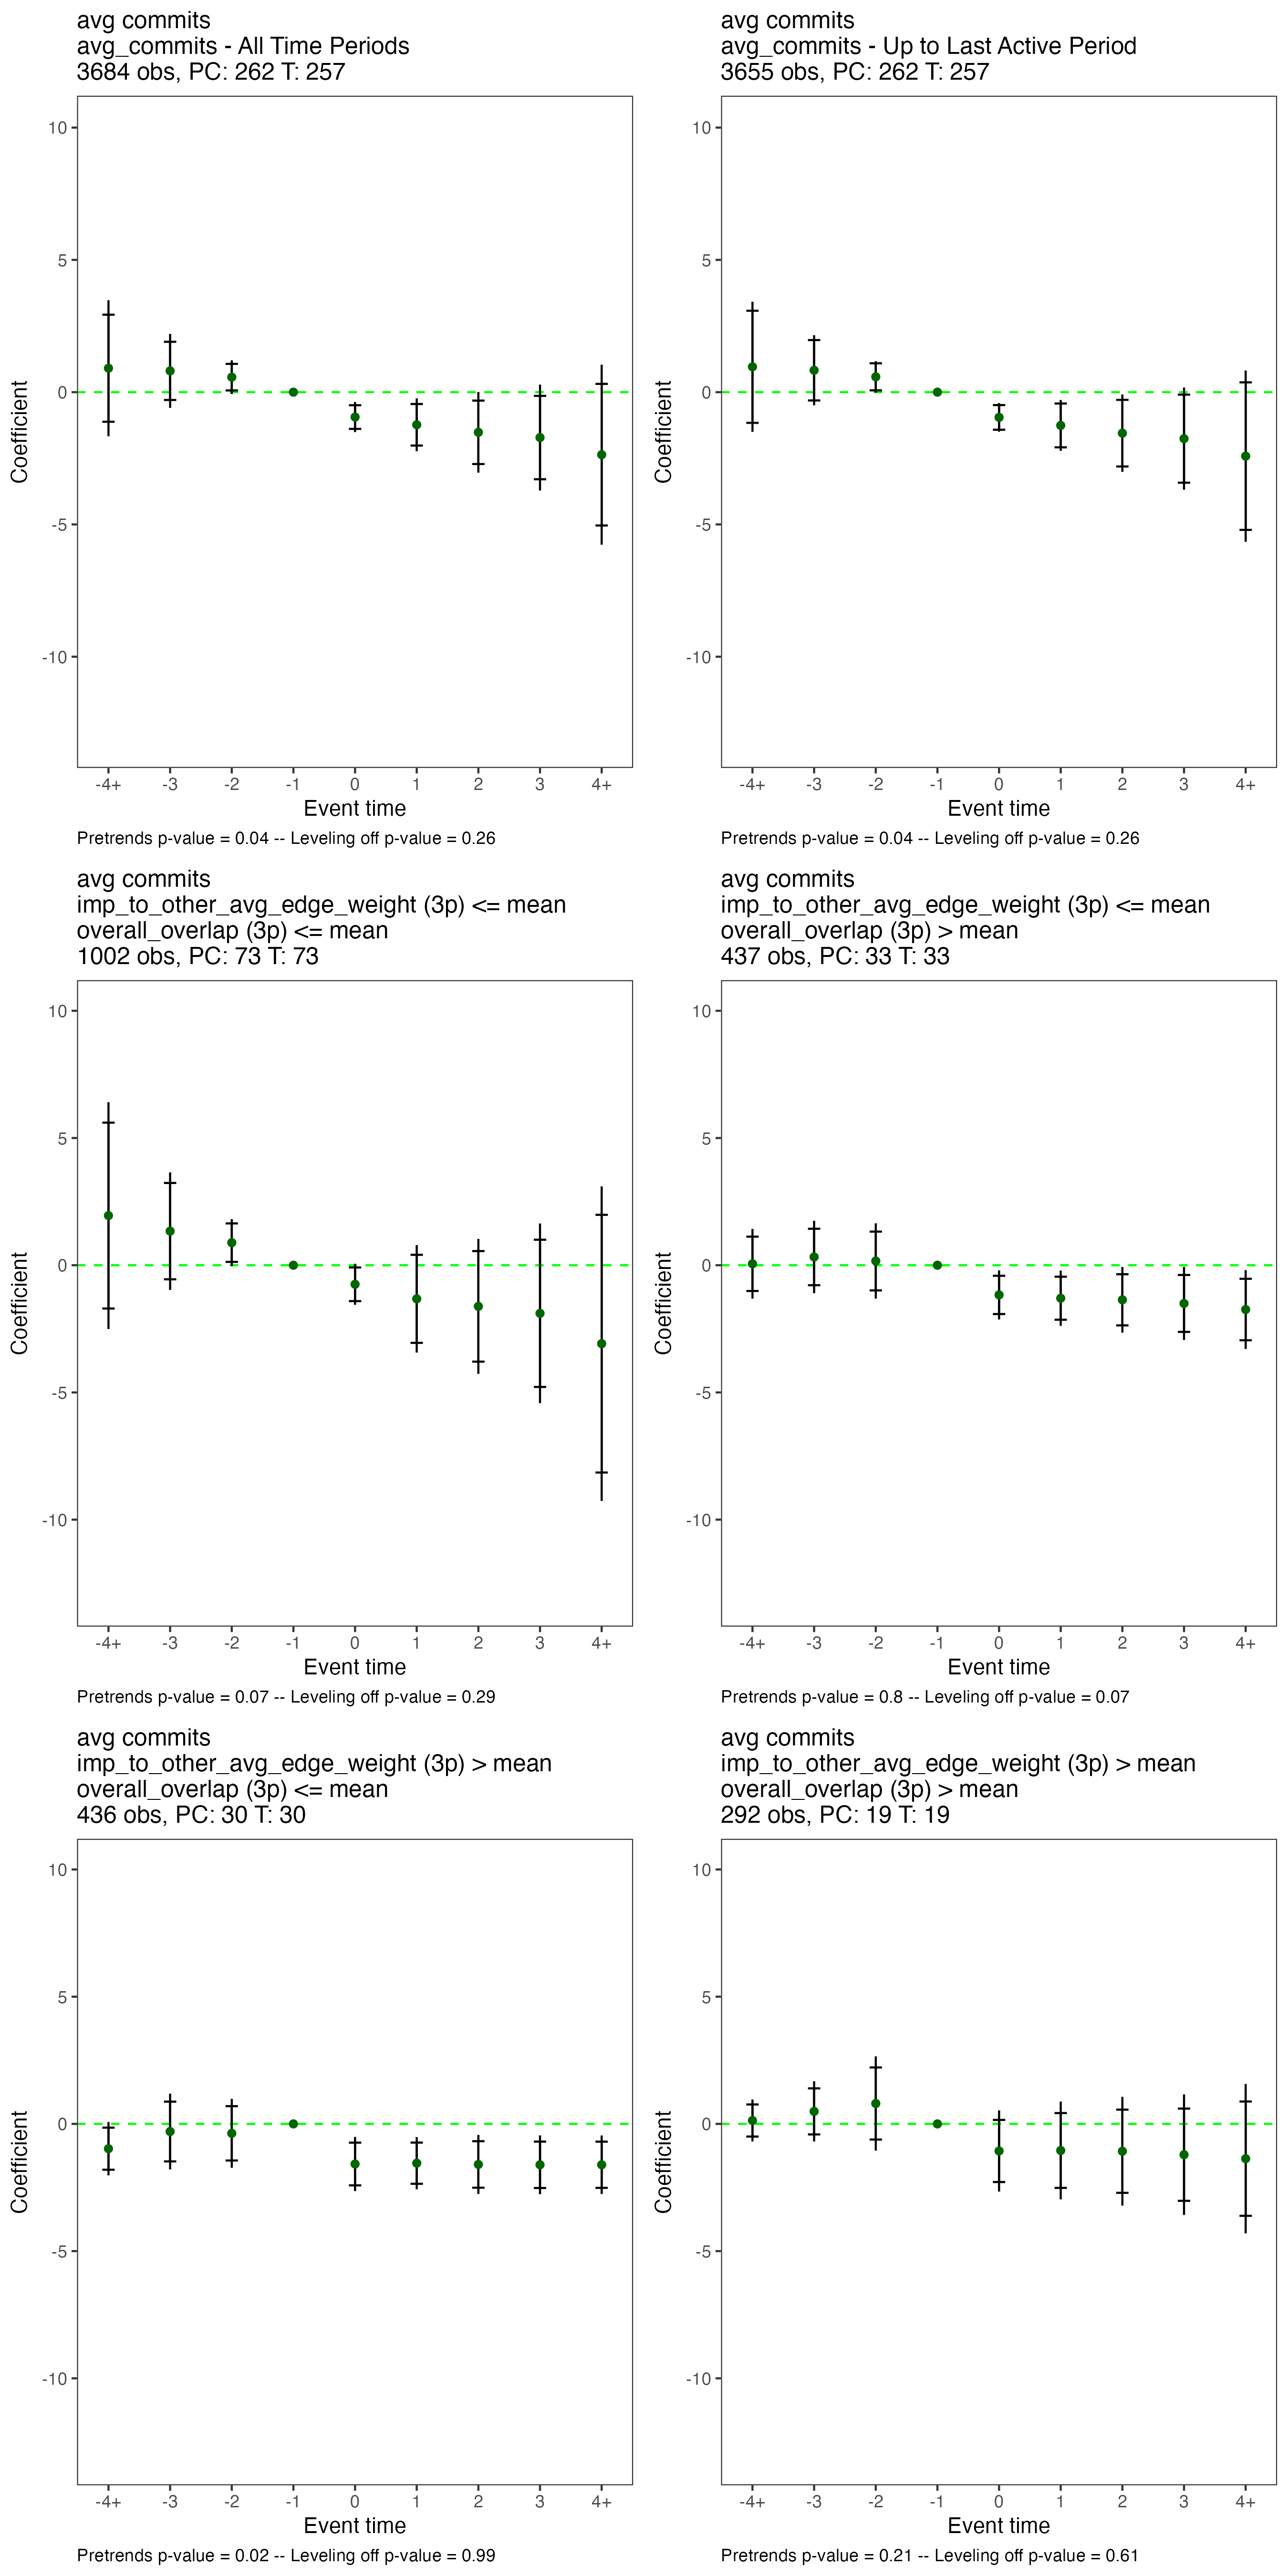 avg commits
avg_commits - All Time Periods
3684 obs, PC: 262 T: 257
10
5
0
-5
-10
Coefficient
-4+ -3 -2 -1 0 1 2 3 4+
Event time
Pretrends p-value = 0.04 -- Leveling off p-value = 0.26
avg commits
avg_commits - Up to Last Active Period
3655 obs, PC: 262 T: 257
10
5
0
-5
-10
Coefficient
-4+ -3 -2 -1 0 1 2 3 4+
Event time
Pretrends p-value = 0.04 -- Leveling off p-value = 0.26
avg commits
imp_to_other_avg_edge_weight (3p) <= mean
overall_overlap (3p) <= mean
1002 obs, PC: 73 T: 73
10
5
0
-5
-10
Coefficient
-4+ -3 -2 -1 0 1 2 3 4+
Event time
Pretrends p-value = 0.07 -- Leveling off p-value = 0.29
avg commits
imp_to_other_avg_edge_weight (3p) <= mean
overall_overlap (3p) > mean
437 obs, PC: 33 T: 33
10
5
0
-5
-10
Coefficient
-4+ -3 -2 -1 0 1 2 3 4+
Event time
Pretrends p-value = 0.8 -- Leveling off p-value = 0.07
avg commits
imp_to_other_avg_edge_weight (3p) > mean
overall_overlap (3p) <= mean
436 obs, PC: 30 T: 30
10
5
0
-5
-10
Coefficient
-4+ -3 -2 -1 0 1 2 3 4+
Event time
Pretrends p-value = 0.02 -- Leveling off p-value = 0.99
avg commits
imp_to_other_avg_edge_weight (3p) > mean
overall_overlap (3p) > mean
292 obs, PC: 19 T: 19
10
5
0
-5
-10
Coefficient
-4+ -3 -2 -1 0 1 2 3 4+
Event time
Pretrends p-value = 0.21 -- Leveling off p-value = 0.61